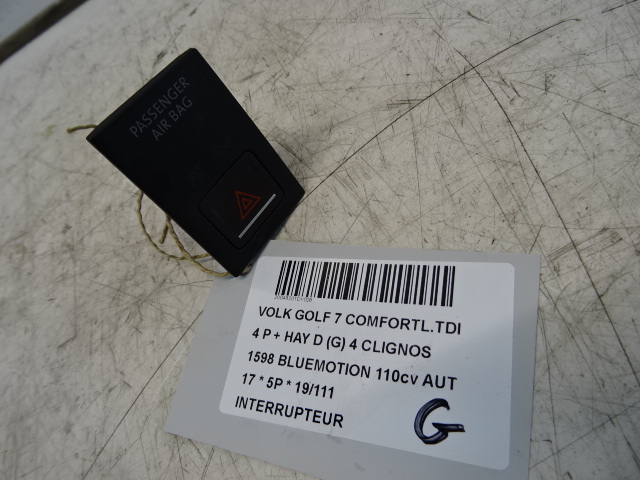 PASSENGER
AIR BAG
VOLK GOLF 7 COMFORTL.TDI
4 P + HAY D (G) 4 CLIGNOS
1598 BLUEMOTION 110cv AUT
17 * 5P * 19/111
INTERRUPTEUR
G